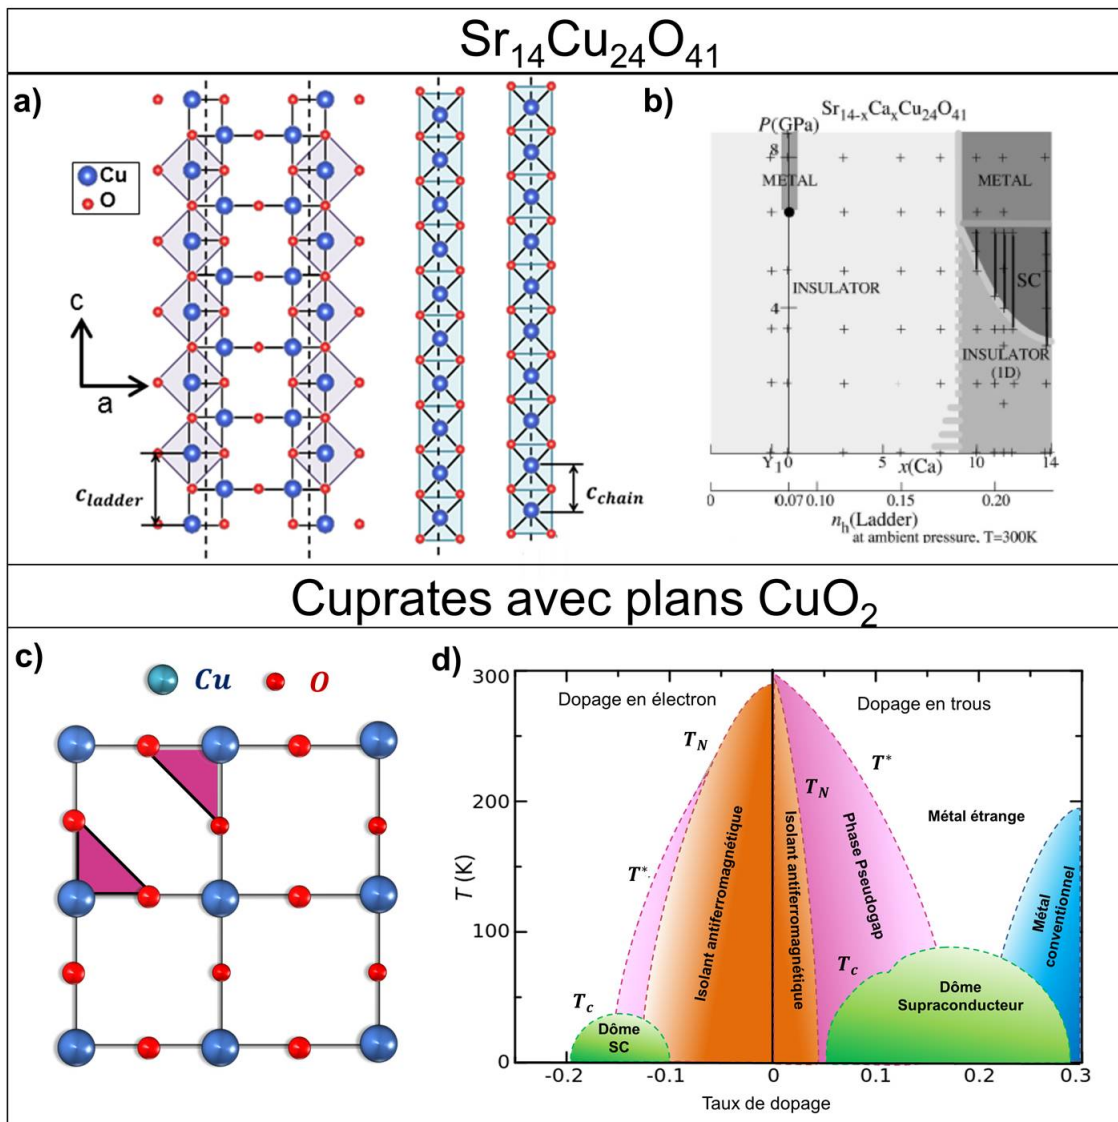 Sr14Cu24O41
a)
Cu
O
c
a
c_ladder
c_chain
b)
Sr14-xCaxCu24O41
P(GPa)
8
METAL
METAL
INSULATOR
SC
4
INSULATOR
(1D)
Y1 0 5 10 14
x(Ca)
0 0.07 0.10 0.15 0.20
nh(Ladder)
at ambient pressure, T=300K
Cuprates avec plans CuO2
c)
Cu O
d)
300
200
100
0
T (K)
Dopage en électron
Dopage en trous
TN
T*
TN
Métal étrange
T*
Isolant antiferromagnétique
Isolant antiferromagnétique
Phase Pseudogap
Métal
conventionnel
Tc
Tc
Dôme
SC
Dôme
Supraconducteur
-0.2 -0.1 0 0.1 0.2 0.3
Taux de dopage